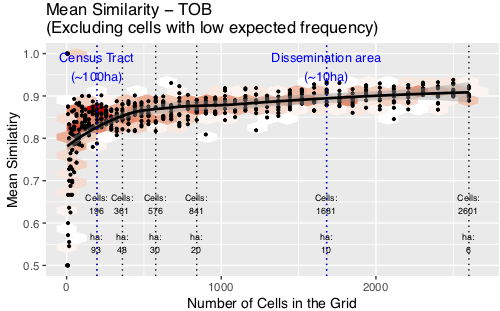 Mean Similarity – TOB
(Excluding cells with low expected frequency)
Census Tract
(~100ha)
Dissemination area
(~10ha)
1.0
0.9
0.8
0.7
0.6
0.5
Mean Similatiry
Cells: Cells: Cells: Cells: Cells: Cells:
196 361 576 841 1681 2601
ha: ha: ha: ha: ha: ha:
93 48 30 20 10 6
0 1000 2000
Number of Cells in the Grid